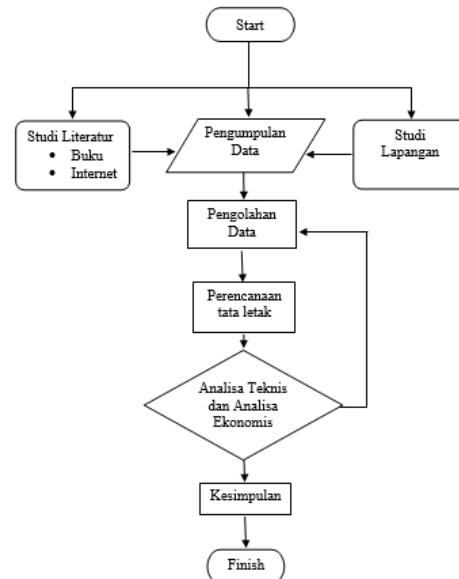 Start
Studi Literatur
• Buku
• Internet
Pengumpulan
Data
Studi
Lapangan
Pengolahan
Data
Perencanaan
tata letak
Analisa Teknis
dan Analisa
Ekonomis
Kesimpulan
Finish